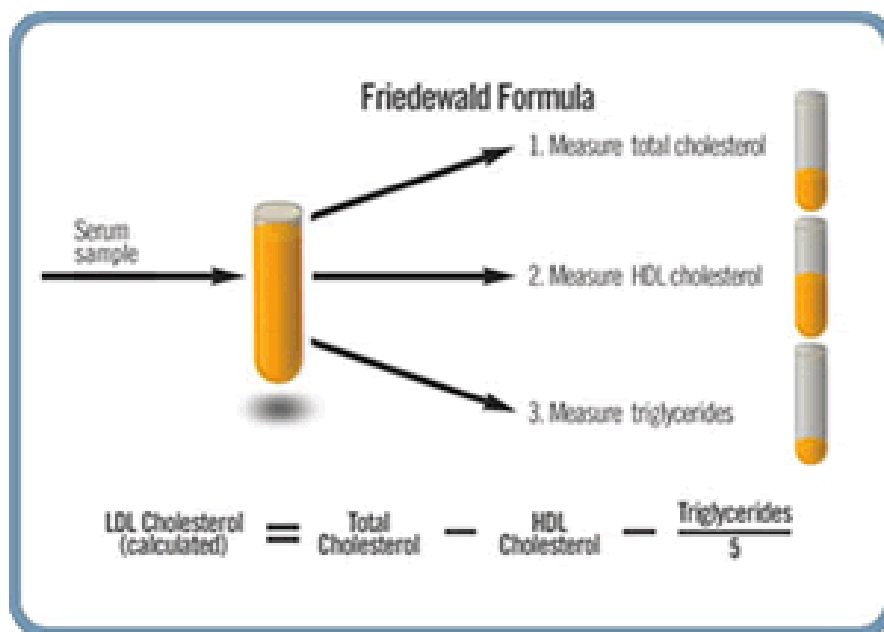 Friedewald Formula
1. Measure total cholesterol
Serum
sample
2. Measure HDL cholesterol
3. Measure triglycerides
LDL Cholesterol
(calculated)
=
Total
Cholesterol
—
HDL
Cholesterol
—
Triglycerides
5